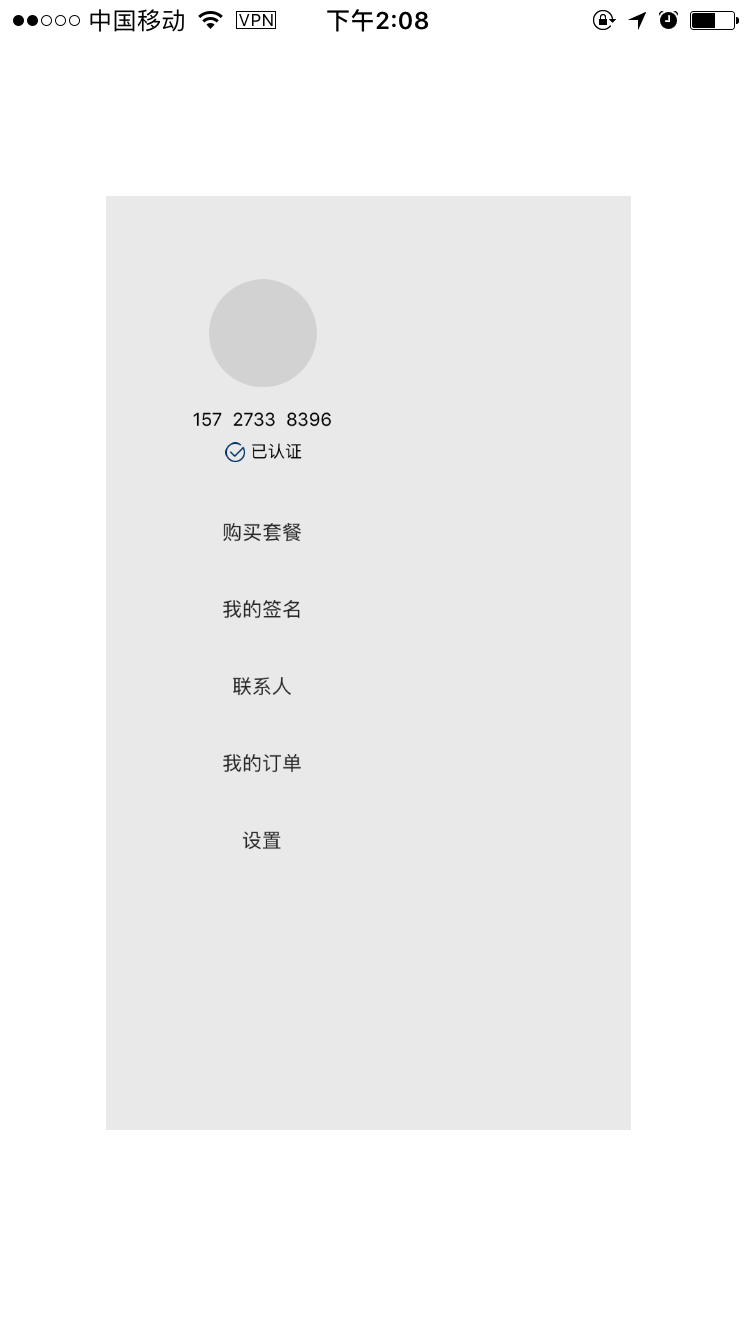 中国移动 VPN 下午2:08
157 2733 8396
已认证
购买套餐
我的签名
联系人
我的订单
设置